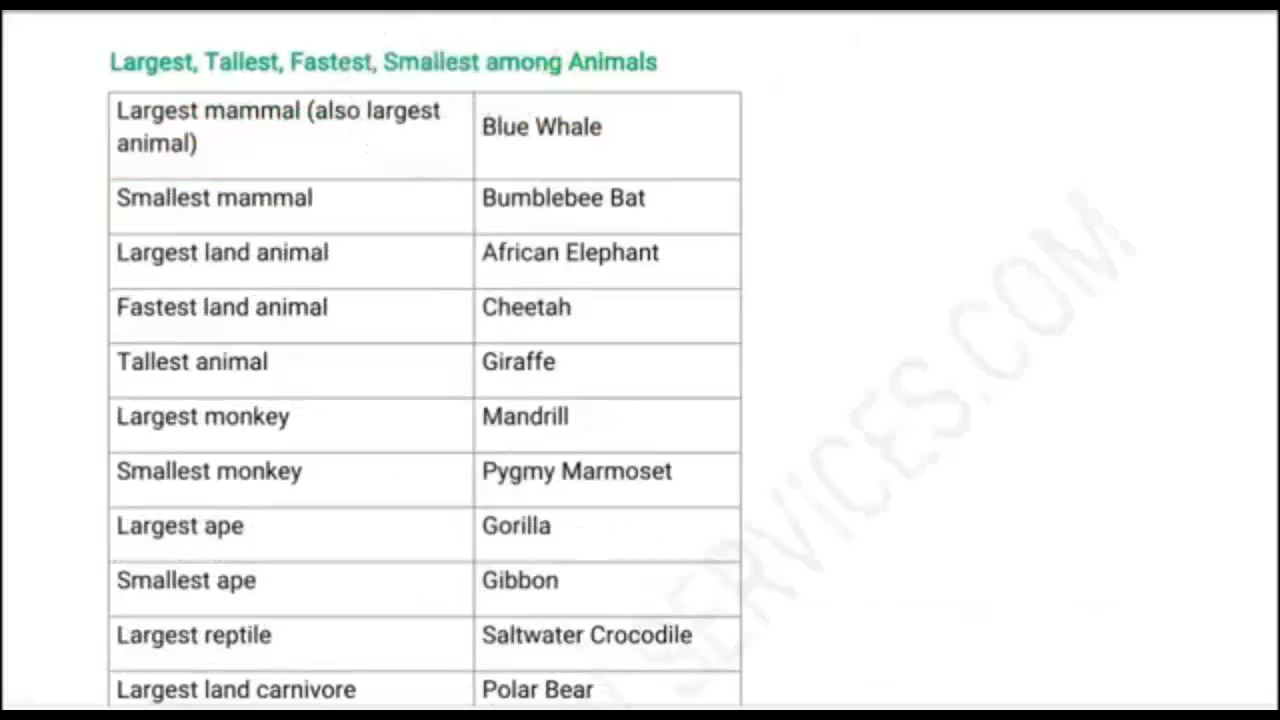 Largest, Tallest, Fastest, Smallest among Animals
Largest mammal (also largest
animal)
Blue Whale
Smallest mammal
Bumblebee Bat
Largest land animal
African Elephant
Fastest land animal
Cheetah
Tallest animal
Giraffe
Largest monkey
Mandrill
Smallest monkey
Pygmy Marmoset
Largest ape
Gorilla
Smallest ape
Gibbon
Largest reptile
Saltwater Crocodile
Largest land carnivore
Polar Bear
SERVICES.COM